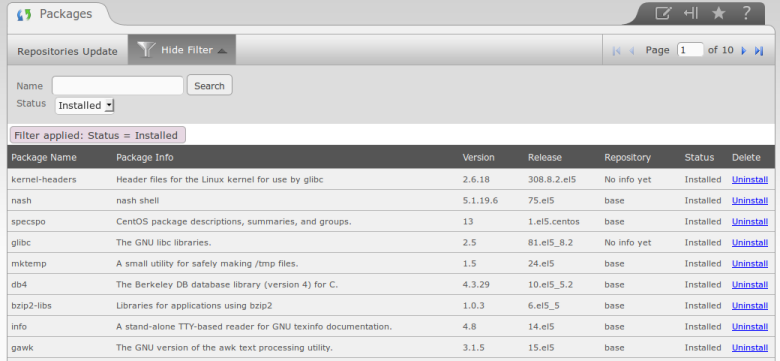 Packages
?
Repositories Update Hide Filter Page 1 of 10
Name Search
Status Installed
Filter applied: Status = Installed
Package Name Package Info Version Release Repository Status Delete
kernel-headers Header files for the Linux kernel for use by glibc 2.6.18 308.8.2.el5 No info yet Installed Uninstall
nash nash shell 5.1.19.6 75.el5 base Installed Uninstall
specspo CentOS package descriptions, summaries, and groups. 13 1.el5.centos base Installed Uninstall
glibc The GNU libc libraries. 2.5 81.el5_8.2 No info yet Installed Uninstall
mktemp A small utility for safely making /tmp files. 1.5 24.el5 base Installed Uninstall
db4 The Berkeley DB database library (version 4) for C. 4.3.29 10.el5_5.2 base Installed Uninstall
bzip2-libs Libraries for applications using bzip2 1.0.3 6.el5_5 base Installed Uninstall
info A stand-alone TTY-based reader for GNU texinfo documentation. 4.8 14.el5 base Installed Uninstall
gawk The GNU version of the awk text processing utility. 3.1.5 15.el5 base Installed Uninstall